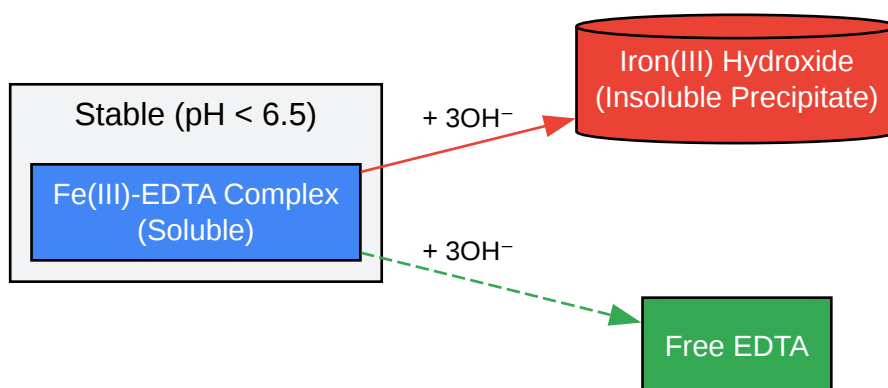 Iron(III) Hydroxide
(Insoluble Precipitate)
Stable (pH < 6.5)
+ 3OH⁻
Fe(III)-EDTA Complex
(Soluble)
+ 3OH⁻
Free EDTA